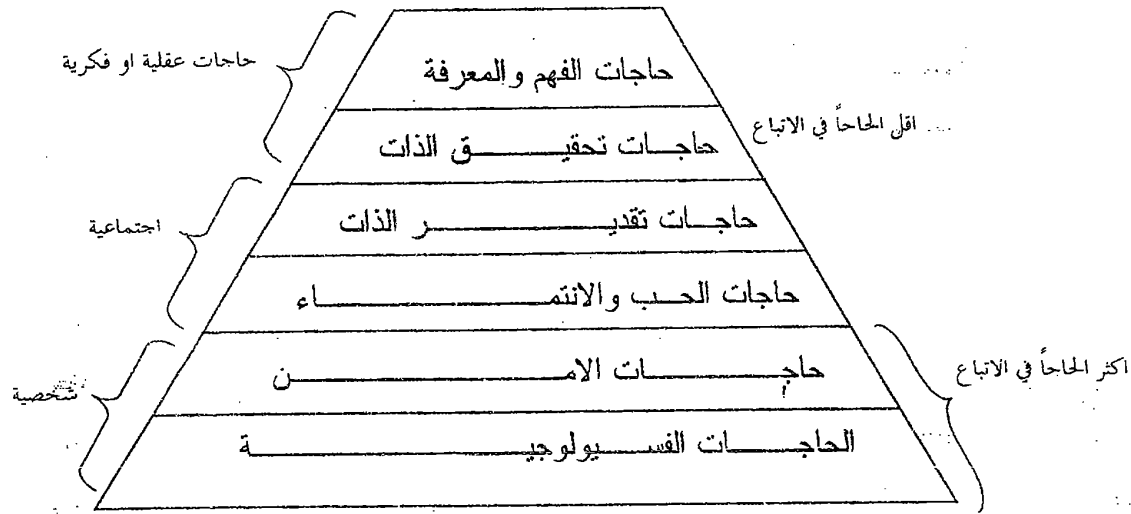 حاجات عقلية او فكرية
حاجات الفهم والمعرفة
... اقل الحاحاً في الاتباع
حاجات تحقيق الذات
حاجات تقدير الذات
اجتماعية
حاجات الحب والانتماء
حاجات الامن
اكثر الحاحاً في الاتباع
شخصية
الحاجات الفسيولوجية